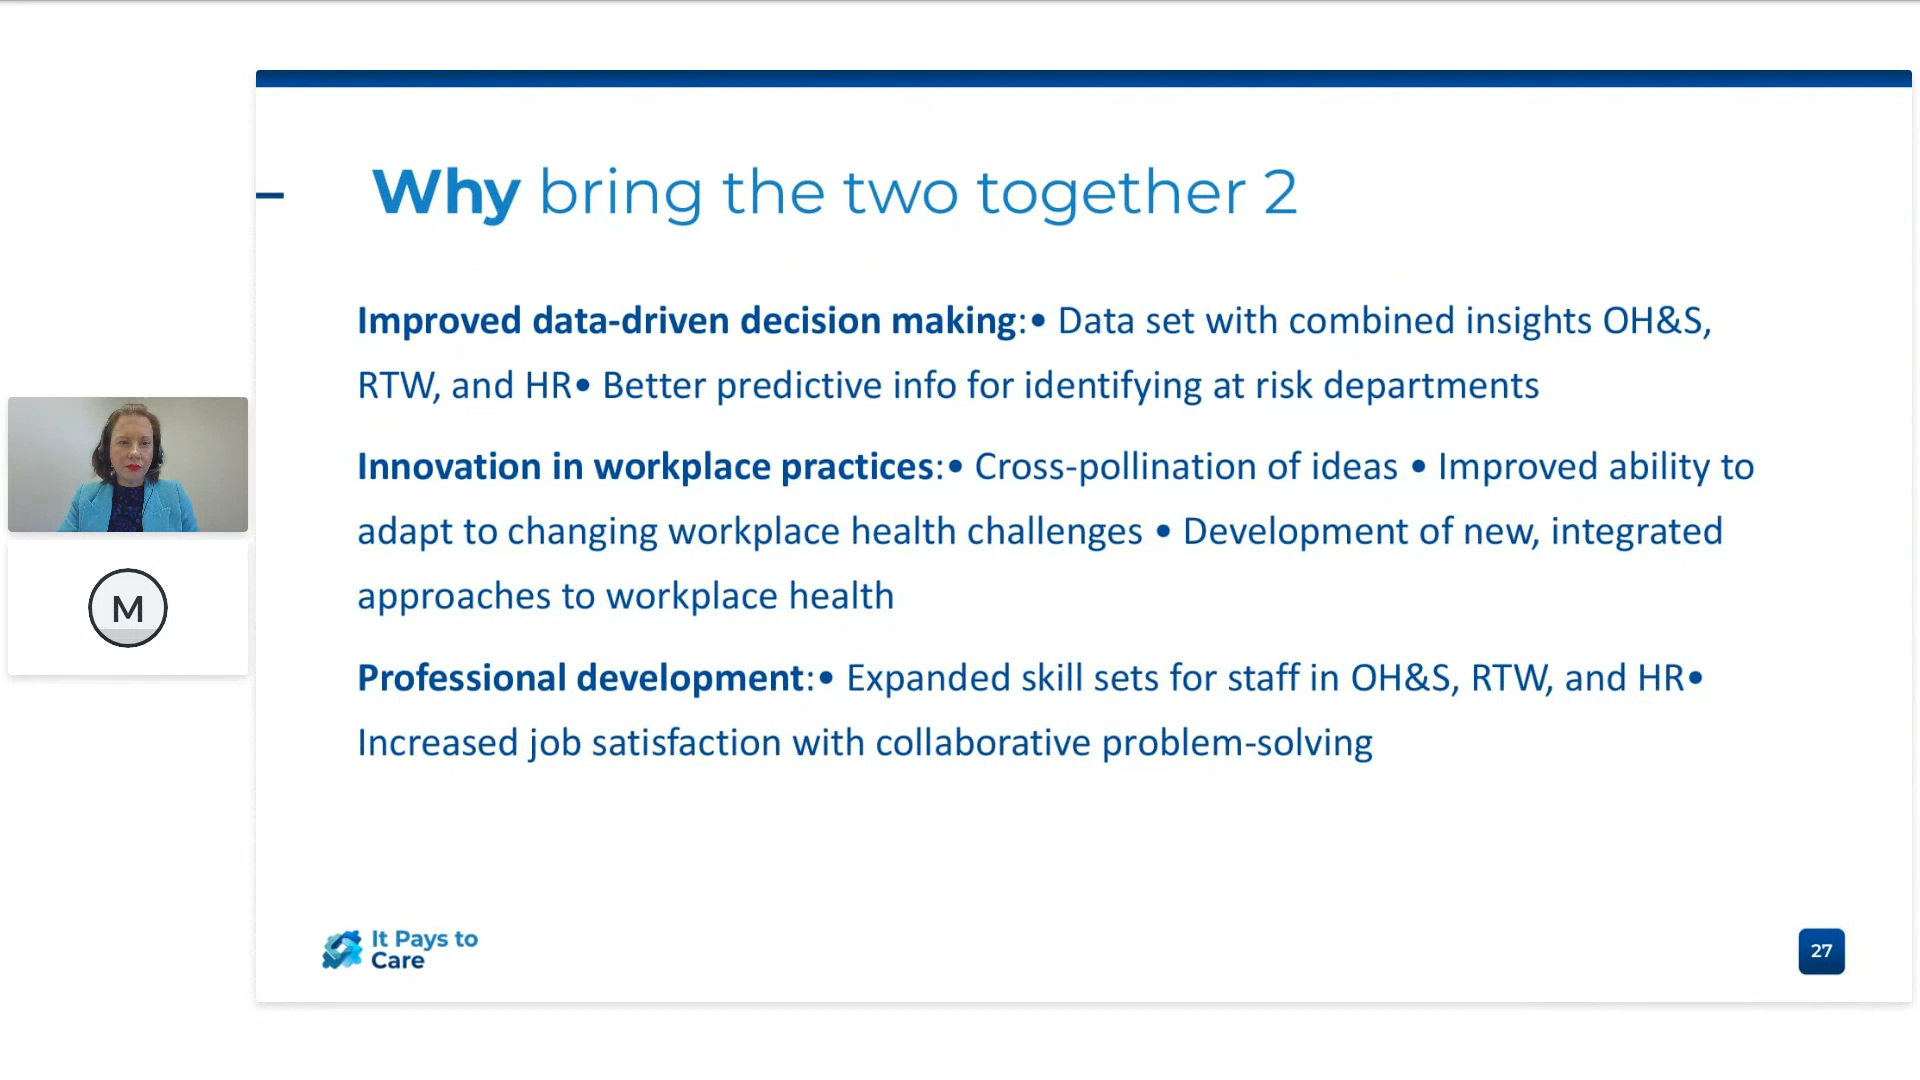 Why bring the two together 2
Improved data-driven decision making:• Data set with combined insights OH&S,
RTW, and HR• Better predictive info for identifying at risk departments
Innovation in workplace practices:• Cross-pollination of ideas • Improved ability to
adapt to changing workplace health challenges • Development of new, integrated
approaches to workplace health
Professional development:• Expanded skill sets for staff in OH&S, RTW, and HR•
Increased job satisfaction with collaborative problem-solving
M
It Pays to
Care
27